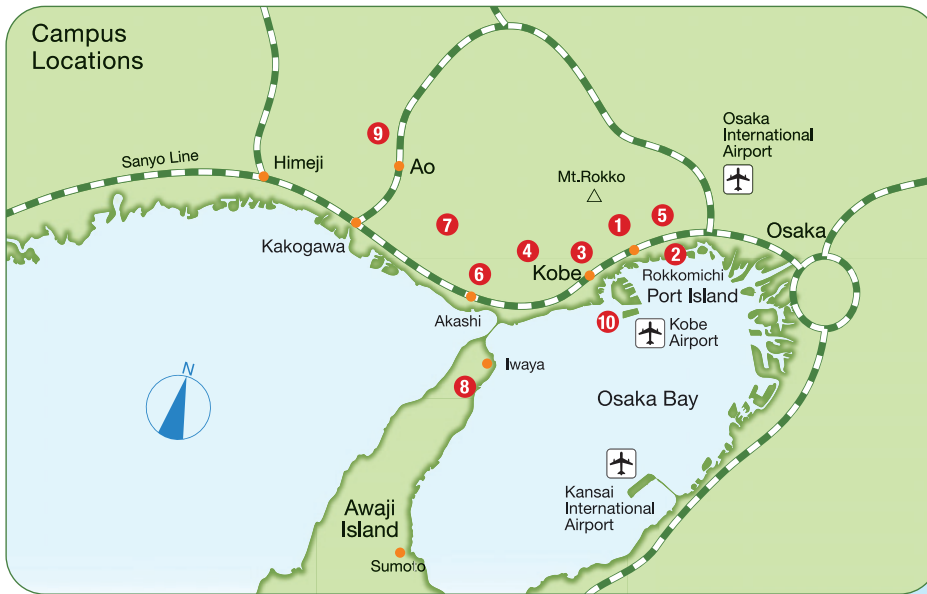 Campus
Locations
9
Ao
Osaka
International
Airport
Sanyo Line
Himeji
Mt.Rokko
1
5
7
Kakogawa
4
3
2
Osaka
Kobe
Rokkomichi
6
Port Island
Akashi
10
Kobe
Airport
N
Iwaya
8
Osaka Bay
Kansai
International
Airport
Awaji
Island
Sumoto